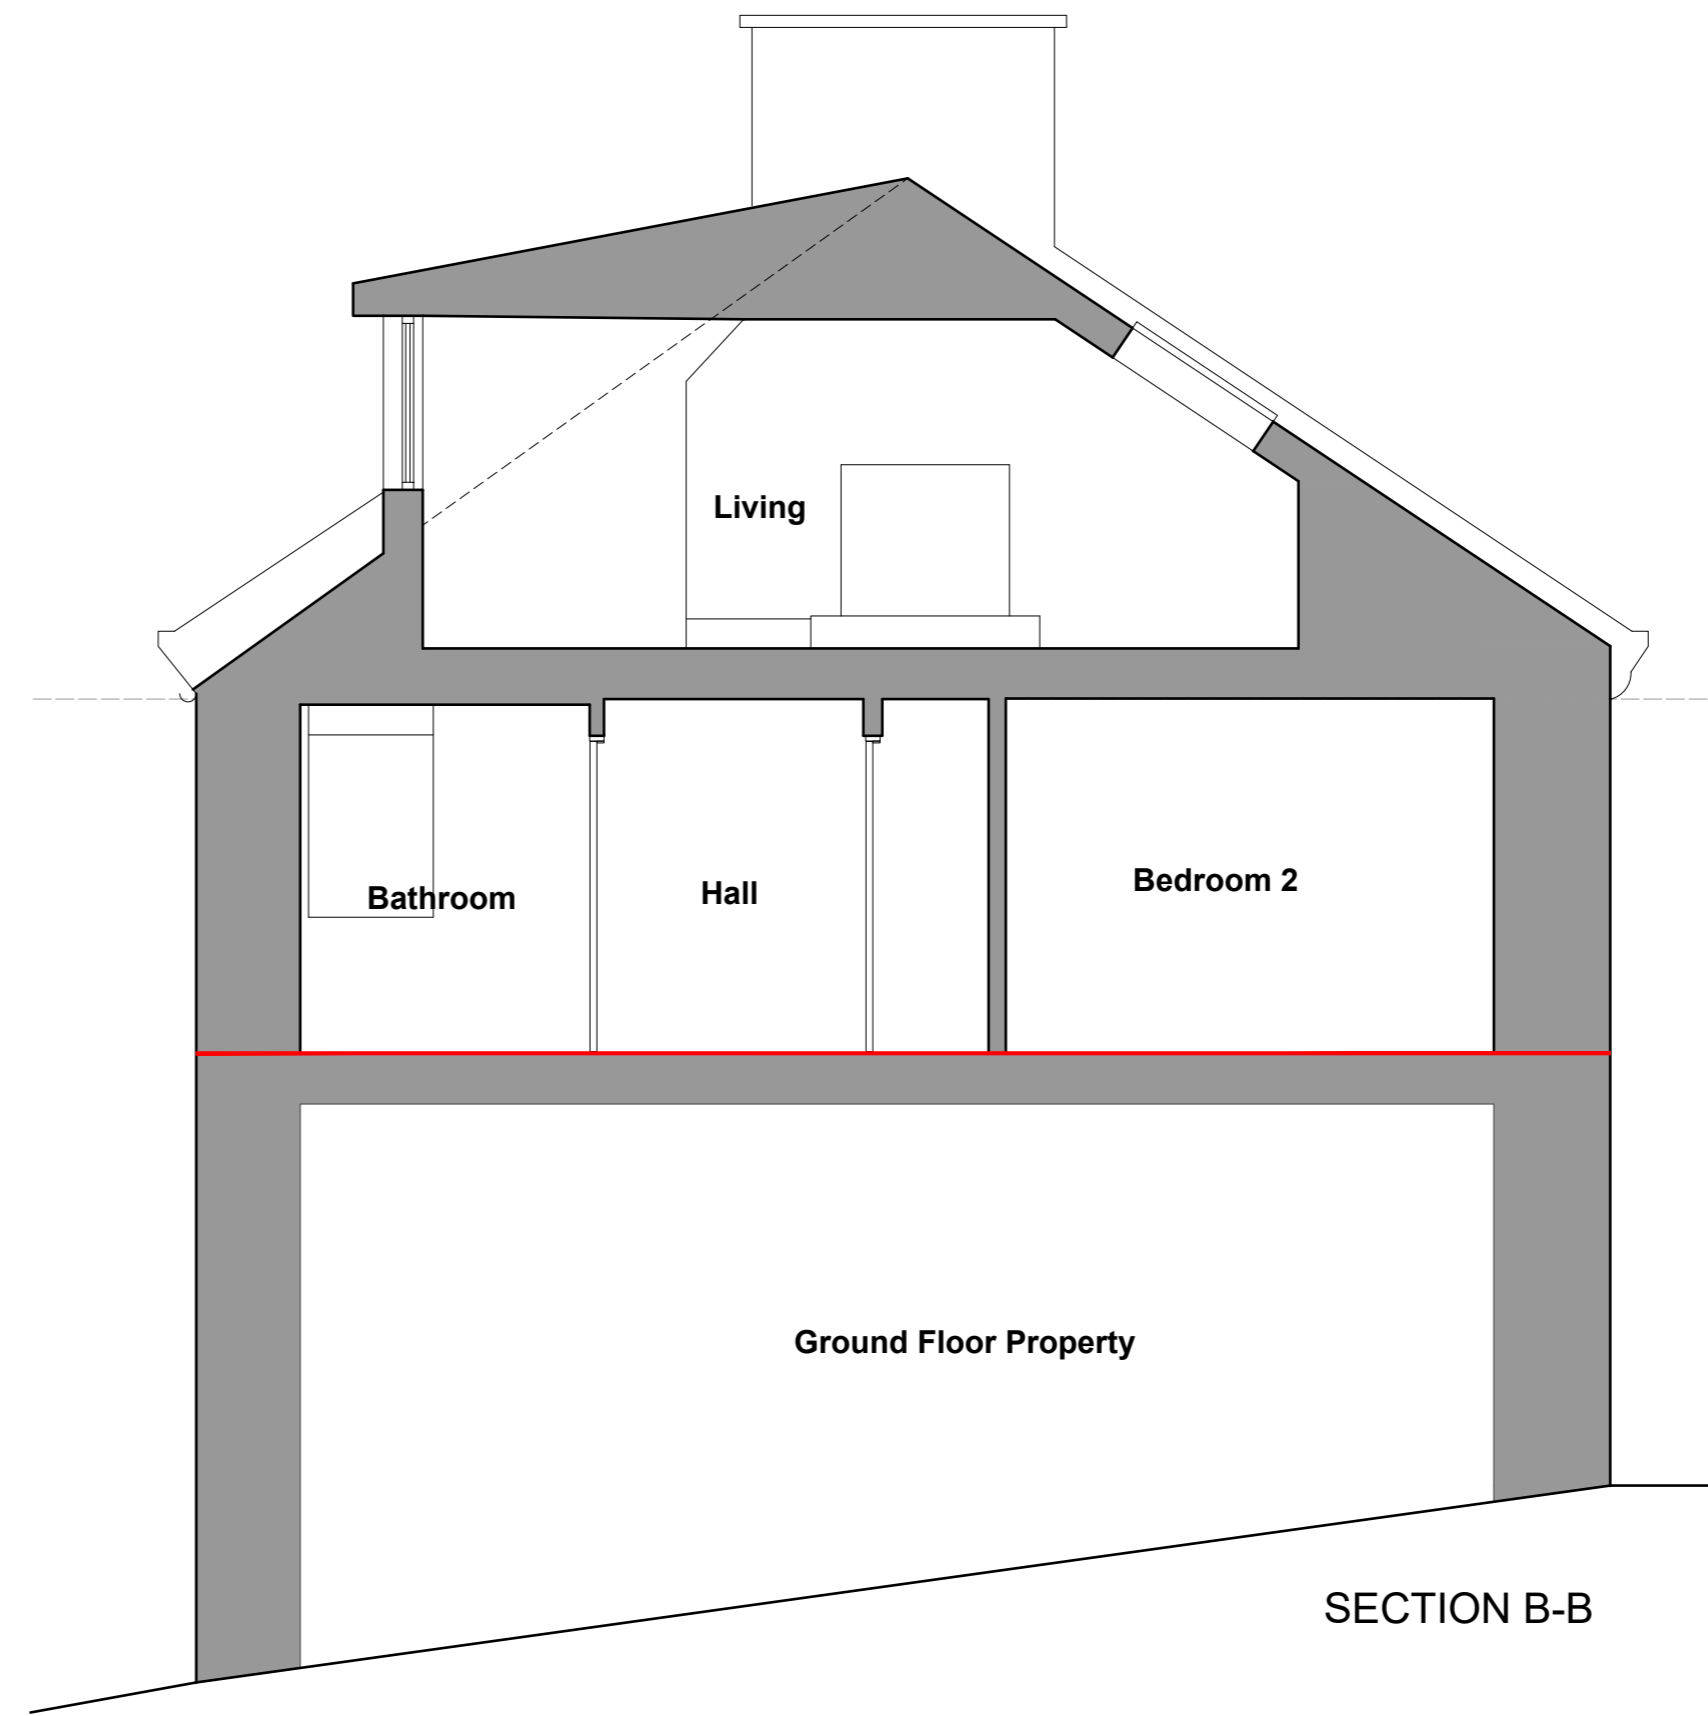 Living
Bathroom
Hall
Bedroom 2
Ground Floor Property
SECTION B-B